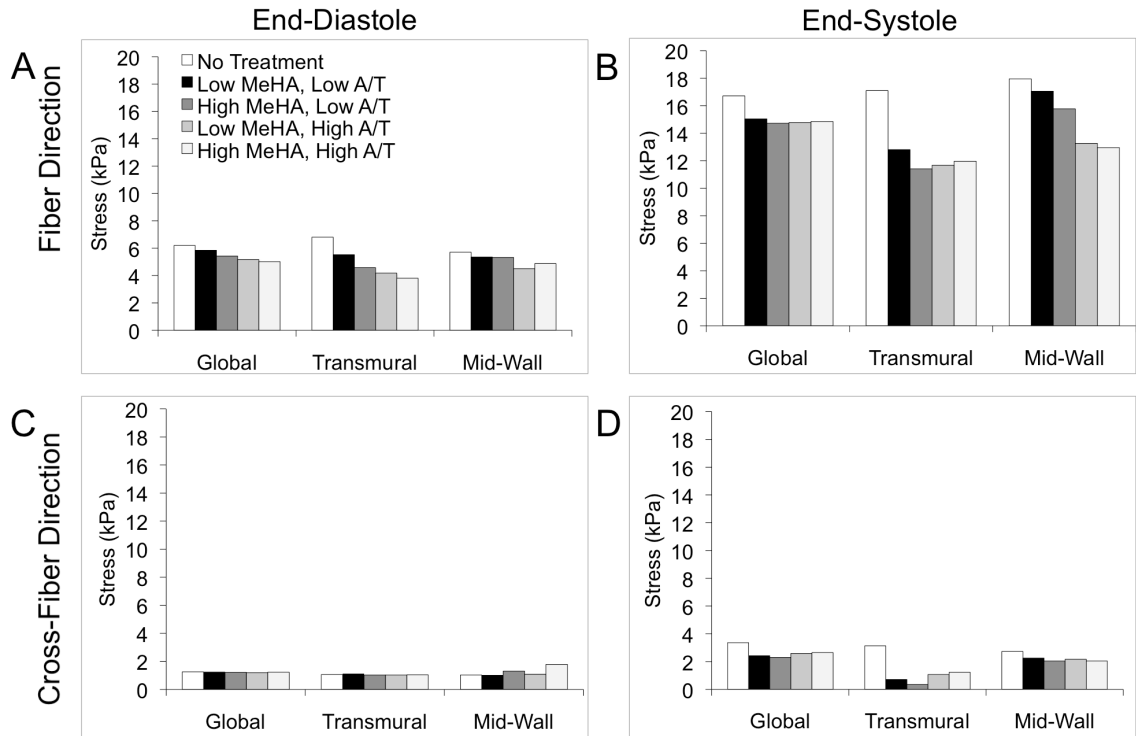 End-Diastole
End-Systole
Fiber Direction
Cross-Fiber Direction
A
Stress (kPa)
20
18
16
14
12
10
8
6
4
2
0
No Treatment
Low MeHA, Low A/T
High MeHA, Low A/T
Low MeHA, High A/T
High MeHA, High A/T
Global Transmural Mid-Wall
B
Stress (kPa)
20
18
16
14
12
10
8
6
4
2
0
Global Transmural Mid-Wall
C
Stress (kPa)
20
18
16
14
12
10
8
6
4
2
0
Global Transmural Mid-Wall
D
Stress (kPa)
20
18
16
14
12
10
8
6
4
2
0
Global Transmural Mid-Wall